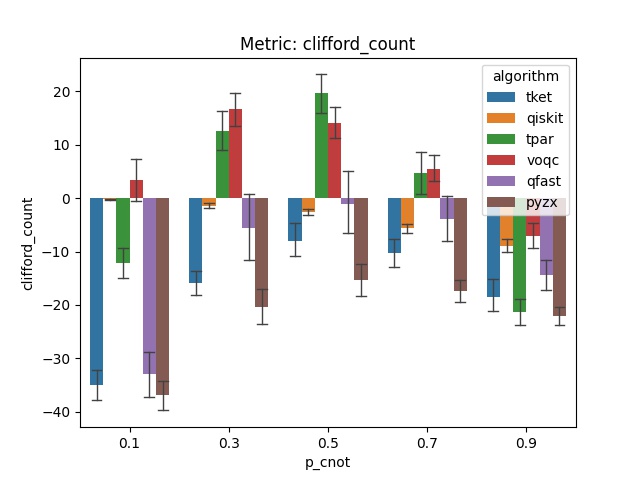 Metric: clifford_count
algorithm
tket
qiskit
tpar
voqc
qfast
pyzx
clifford_count
20
10
0
−10
−20
−30
−40
0.1 0.3 0.5 0.7 0.9
p_cnot